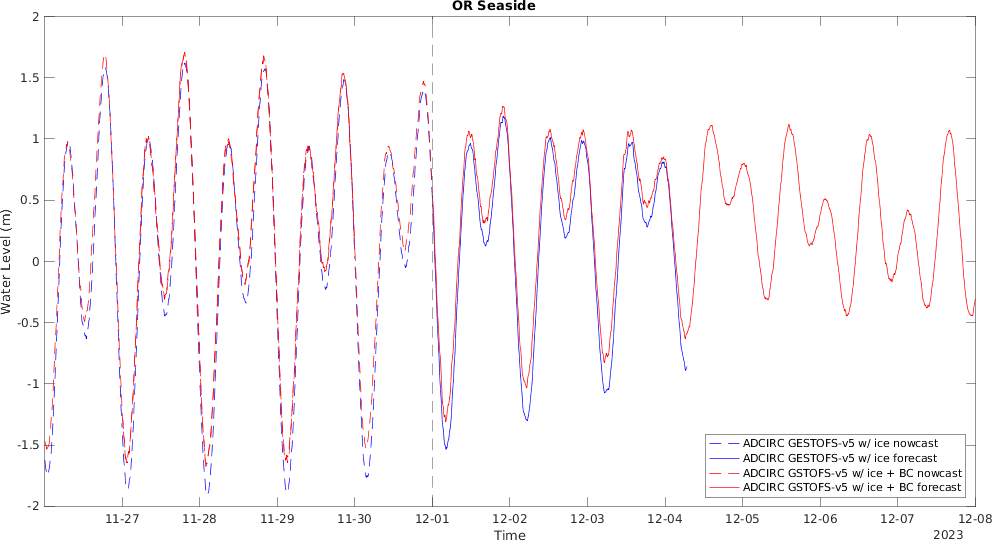 OR Seaside
2
1.5
1
0.5
0
-0.5
-1
-1.5
-2
Water Level (m)
11-27 11-28 11-29 11-30 12-01 12-02 12-03 12-04 12-05 12-06 12-07 12-08
Time
2023
ADCIRC GESTOFS-v5 w/ ice nowcast
ADCIRC GESTOFS-v5 w/ ice forecast
ADCIRC GSTOFS-v5 w/ ice + BC nowcast
ADCIRC GSTOFS-v5 w/ ice + BC forecast